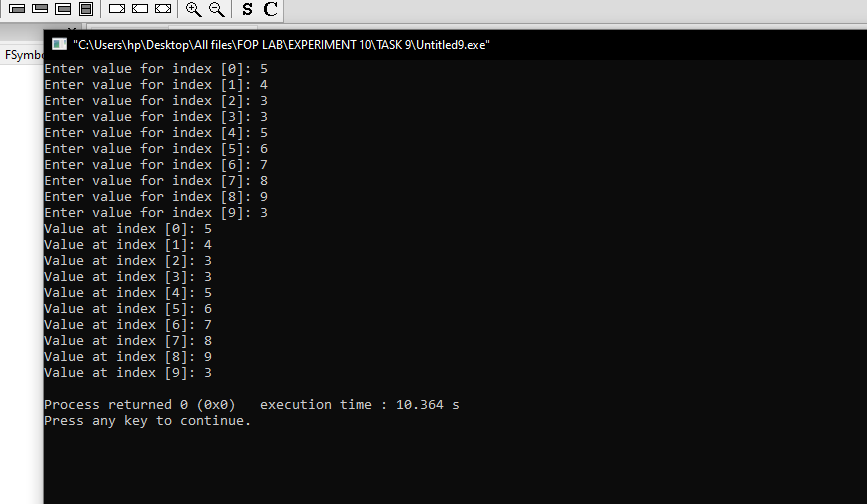 S C
"C:\Users\hp\Desktop\All files\FOP LAB\EXPERIMENT 10\TASK 9\Untitled9.exe"
Enter value for index [0]: 5
Enter value for index [1]: 4
Enter value for index [2]: 3
Enter value for index [3]: 3
Enter value for index [4]: 5
Enter value for index [5]: 6
Enter value for index [6]: 7
Enter value for index [7]: 8
Enter value for index [8]: 9
Enter value for index [9]: 3
Value at index [0]: 5
Value at index [1]: 4
Value at index [2]: 3
Value at index [3]: 3
Value at index [4]: 5
Value at index [5]: 6
Value at index [6]: 7
Value at index [7]: 8
Value at index [8]: 9
Value at index [9]: 3
Process returned 0 (0x0)   execution time : 10.364 s
Press any key to continue.